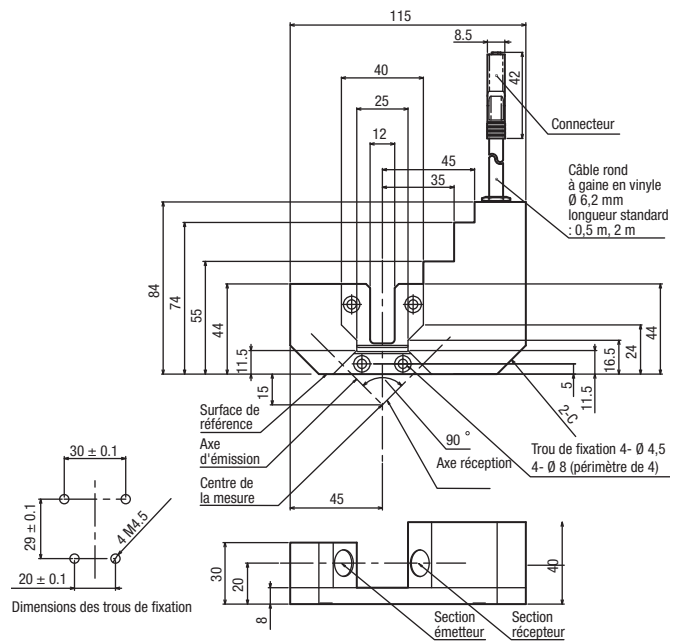 115
8.5
42
40
25
12
45
35
Connecteur
Câble rond
à gaine en vinyle
Ø 6,2 mm
longueur standard
: 0,5 m, 2 m
84
74
55
44
11.5
15
44
24
16.5
11.5
5
2-C
Surface de
référence
Axe
d'émission
Centre de
la mesure
90 °
Axe réception
Trou de fixation 4- Ø 4,5
4- Ø 8 (périmètre de 4)
45
30 ± 0.1
29 ± 0.1
4 M4.5
20 ± 0.1
Dimensions des trous de fixation
30
20
8
40
Section
émetteur
Section
récepteur